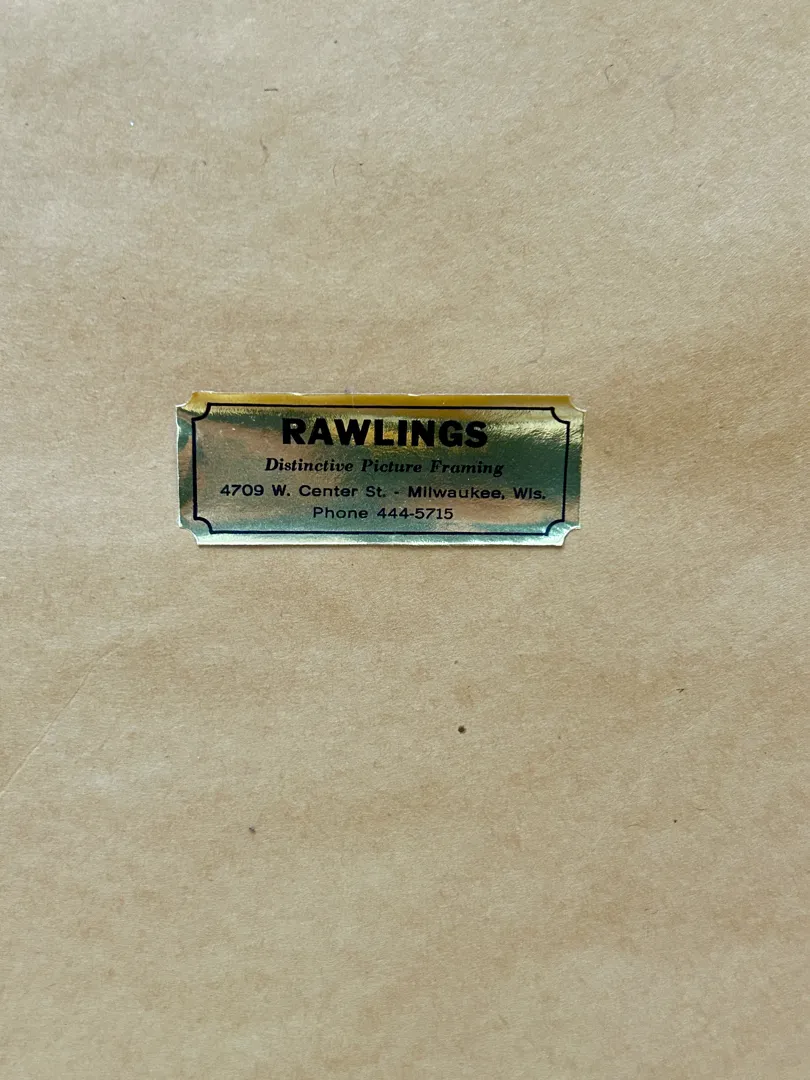 RAWLINGS
Distinctive Picture Framing
4709 W. Center St. - Milwaukee, Wis.
Phone 444-5715